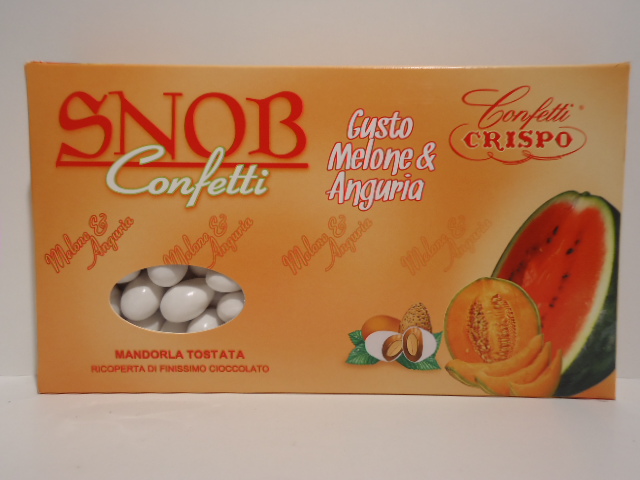 SNOB
Confetti
Gusto
Melone &
Anguria
Confetti
CRISPO
Melone &
Anguria
Melone &
Anguria
Melone &
Anguria
Melone &
Anguria
MANDORLA TOSTATA
RICOPERTA DI FINISSIMO CIOCCOLATO